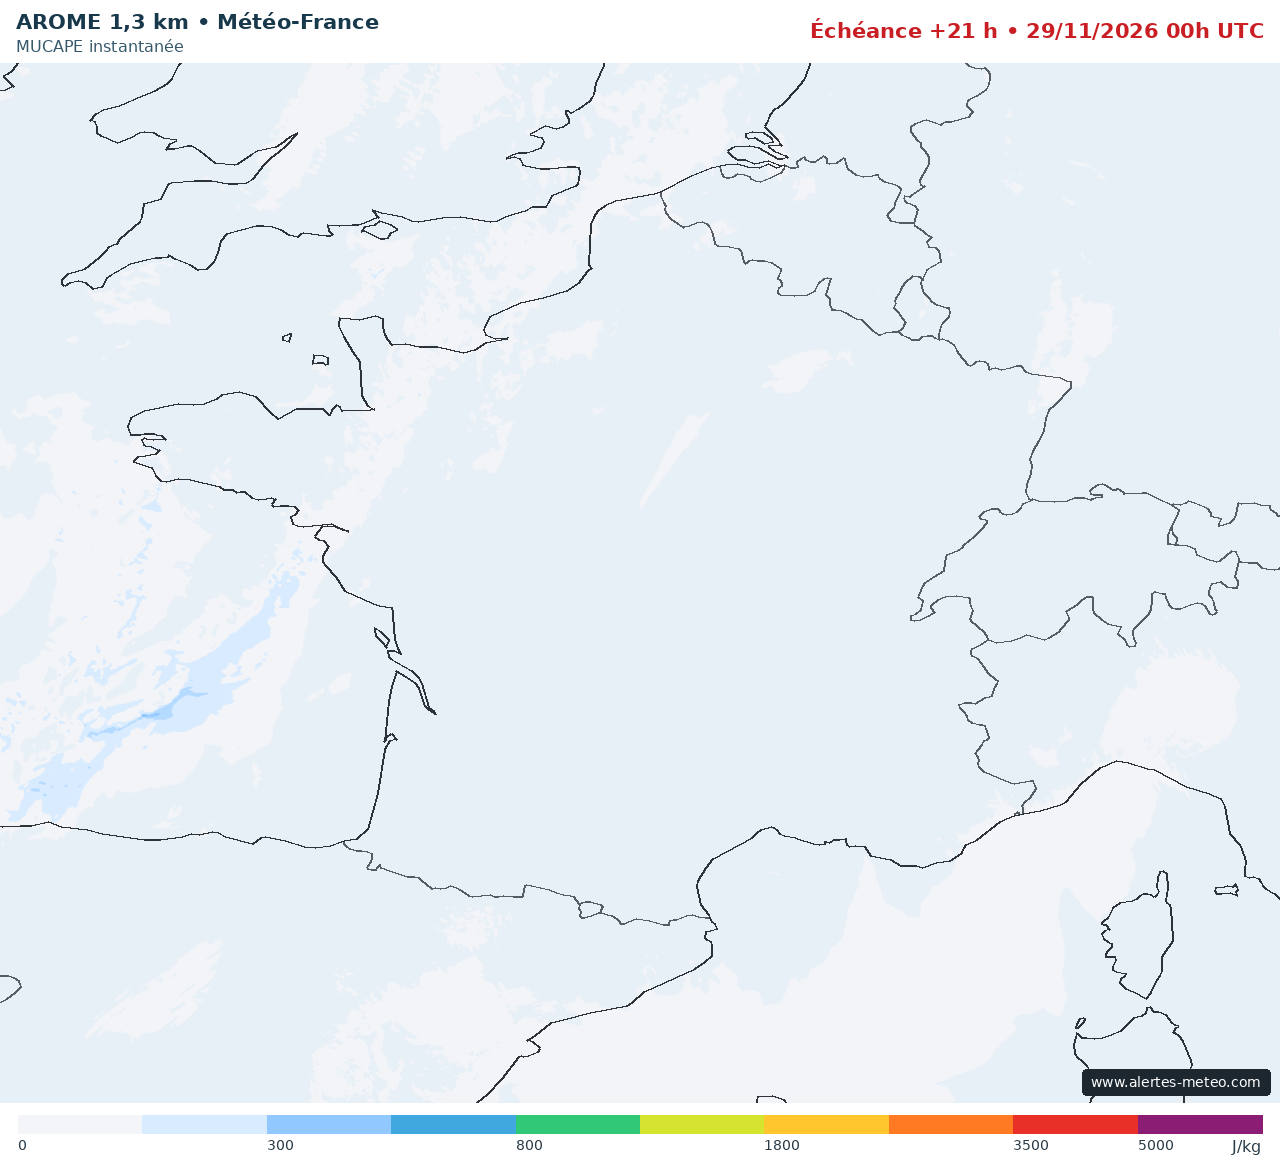 AROME 1,3 km • Météo-France
MUCAPE instantanée
Échéance +21 h • 29/11/2026 00h UTC
www.alertes-meteo.com
0 300 800 1800 3500 5000 J/kg